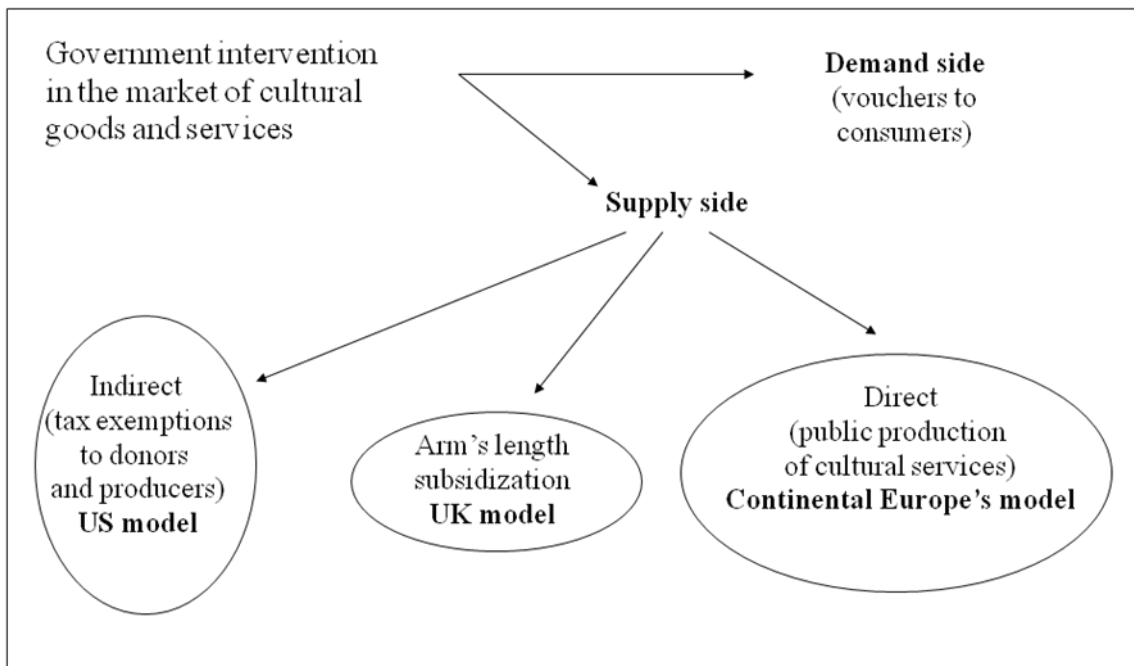 Government intervention
in the market of cultural
goods and services
Demand side
(vouchers to
consumers)
Supply side
Indirect
(tax exemptions
to donors
and producers)
US model
Arm’s length
subsidization
UK model
Direct
(public production
of cultural services)
Continental Europe’s model